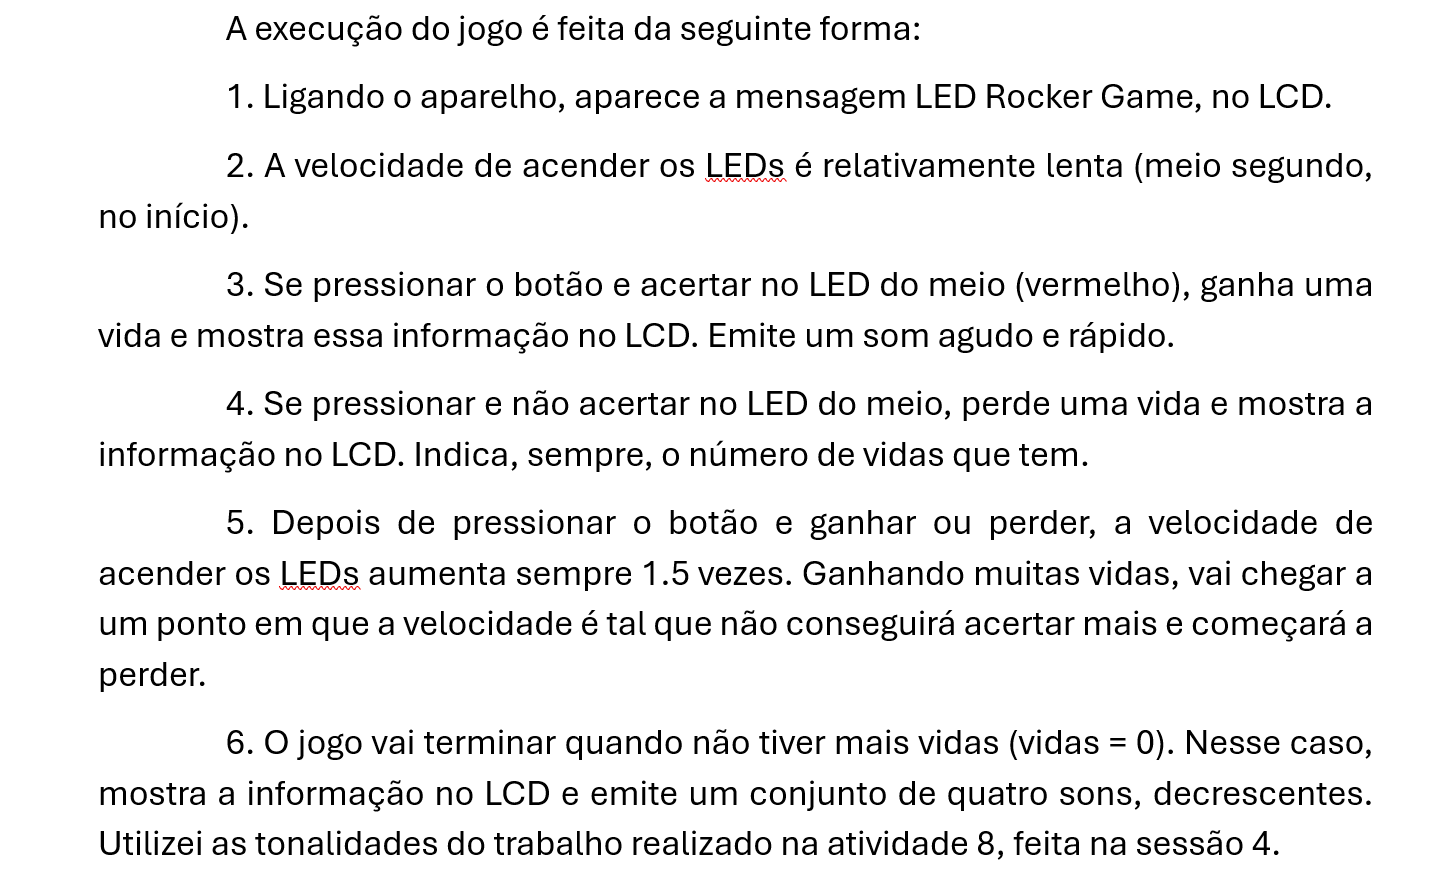 A execução do jogo é feita da seguinte forma:
1. Ligando o aparelho, aparece a mensagem LED Rocker Game, no LCD.
2. A velocidade de acender os LEDs é relativamente lenta (meio segundo,
no início).
3. Se pressionar o botão e acertar no LED do meio (vermelho), ganha uma
vida e mostra essa informação no LCD. Emite um som agudo e rápido.
4. Se pressionar e não acertar no LED do meio, perde uma vida e mostra a
informação no LCD. Indica, sempre, o número de vidas que tem.
5. Depois de pressionar o botão e ganhar ou perder, a velocidade de
acender os LEDs aumenta sempre 1.5 vezes. Ganhando muitas vidas, vai chegar a
um ponto em que a velocidade é tal que não conseguirá acertar mais e começará a
perder.
6. O jogo vai terminar quando não tiver mais vidas (vidas = 0). Nesse caso,
mostra a informação no LCD e emite um conjunto de quatro sons, decrescentes.
Utilizei as tonalidades do trabalho realizado na atividade 8, feita na sessão 4.